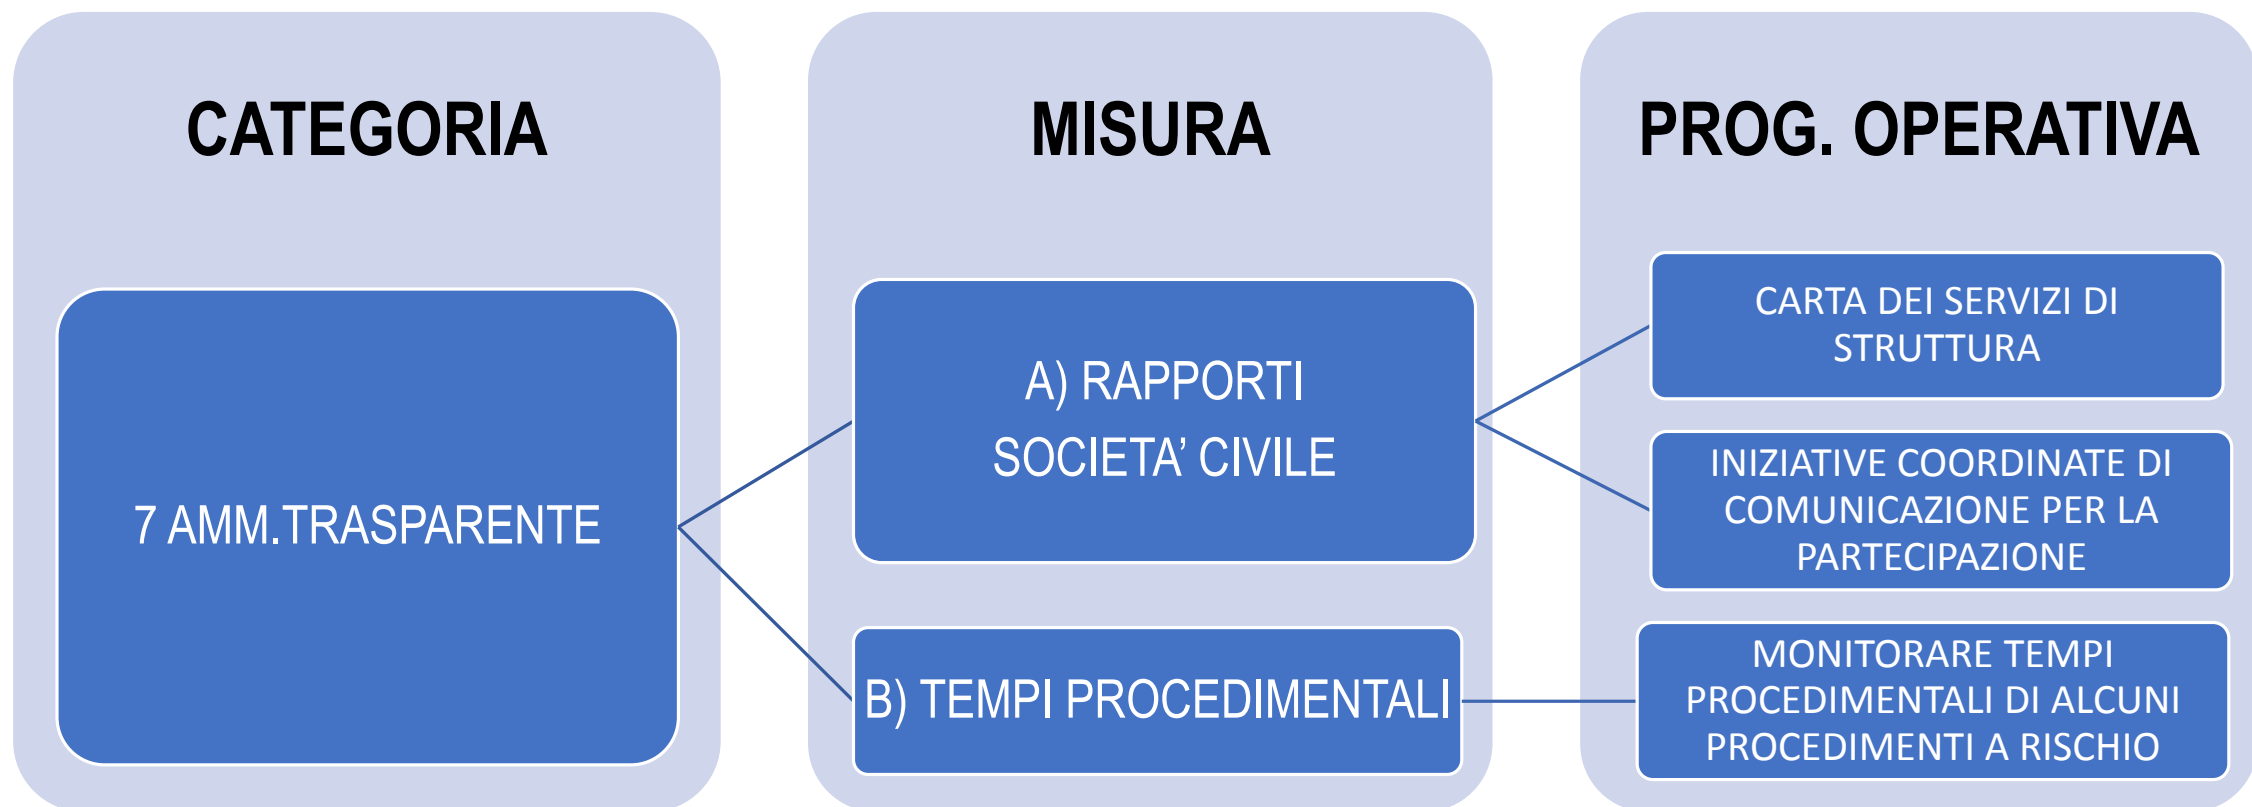 CATEGORIA
7 AMM.TRASPARENTE
MISURA
A) RAPPORTI
SOCIETA’ CIVILE
B) TEMPI PROCEDIMENTALI
PROG. OPERATIVA
CARTA DEI SERVIZI DI
STRUTTURA
INIZIATIVE COORDINATE DI
COMUNICAZIONE PER LA
PARTECIPAZIONE
MONITORARE TEMPI
PROCEDIMENTALI DI ALCUNI
PROCEDIMENTI A RISCHIO